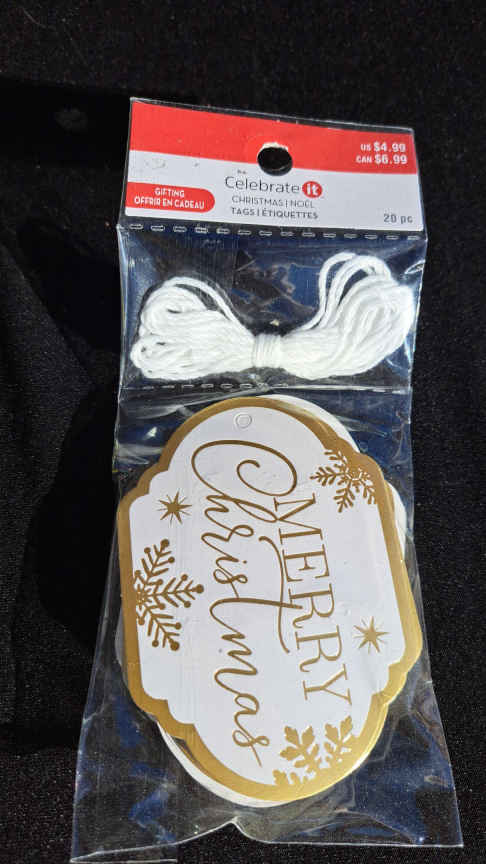 US $4.99
CAN $6.99
Celebrate it
GIFTING
OFFRIR EN CADEAU
CHRISTMAS | NOËL
TAGS | ÉTIQUETTES
20 pc
MERRY
Christmas